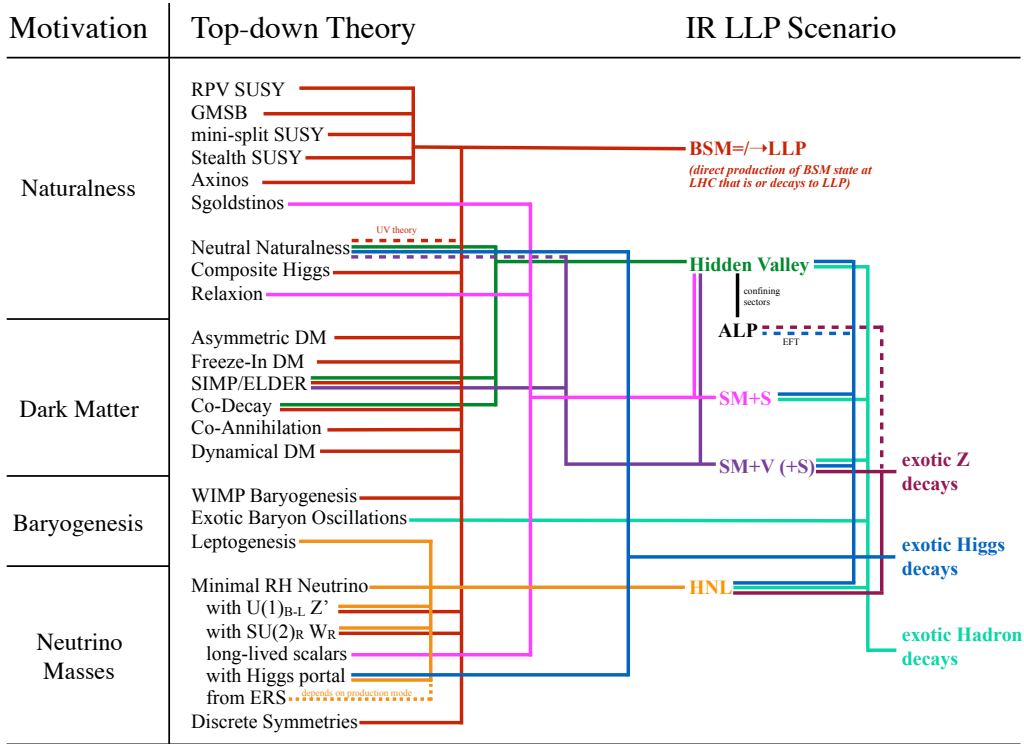 Motivation
Top-down Theory
IR LLP Scenario
Naturalness
RPV SUSY
GMSB
mini-split SUSY
Stealth SUSY
Axinos
Sgoldstinos
Neutral Naturalness
UV theory
Composite Higgs
Relaxion
Dark Matter
Asymmetric DM
Freeze-In DM
SIMP/ELDER
Co-Decay
Co-Annihilation
Dynamical DM
Baryogenesis
WIMP Baryogenesis
Exotic Baryon Oscillations
Leptogenesis
Neutrino
Masses
Minimal RH Neutrino
with U(1)B-L Z'
with SU(2)R WR
long-lived scalars
with Higgs portal
from ERS
depends on production mode
Discrete Symmetries
BSM=/→LLP
(direct production of BSM state at
LHC that is or decays to LLP)
Hidden Valley
confining
sectors
ALP
EFT
SM+S
SM+V (+S)
HNL
exotic Z
decays
exotic Higgs
decays
exotic Hadron
decays